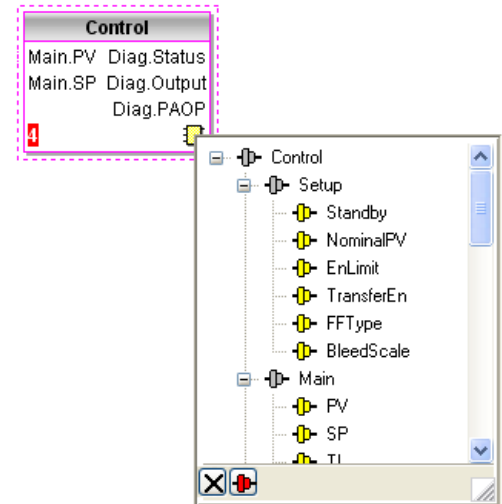 Control
Main.PV Diag.Status
Main.SP Diag.Output
Diag.PAOP
4
Control
Setup
Standby
NominalPV
EnLimit
TransferEn
FFType
BleedScale
Main
PV
SP